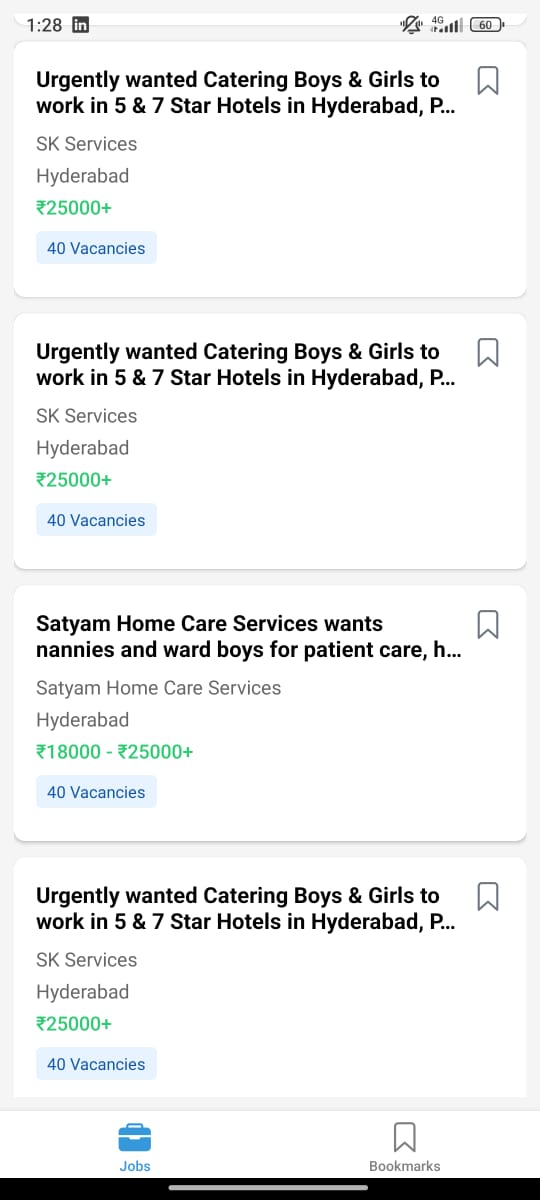 1:28 in 4G 60
Urgently wanted Catering Boys & Girls to
work in 5 & 7 Star Hotels in Hyderabad, P...
SK Services
Hyderabad
₹25000+
40 Vacancies
Urgently wanted Catering Boys & Girls to
work in 5 & 7 Star Hotels in Hyderabad, P...
SK Services
Hyderabad
₹25000+
40 Vacancies
Satyam Home Care Services wants
nannies and ward boys for patient care, h...
Satyam Home Care Services
Hyderabad
₹18000 - ₹25000+
40 Vacancies
Urgently wanted Catering Boys & Girls to
work in 5 & 7 Star Hotels in Hyderabad, P...
SK Services
Hyderabad
₹25000+
40 Vacancies
Jobs Bookmarks